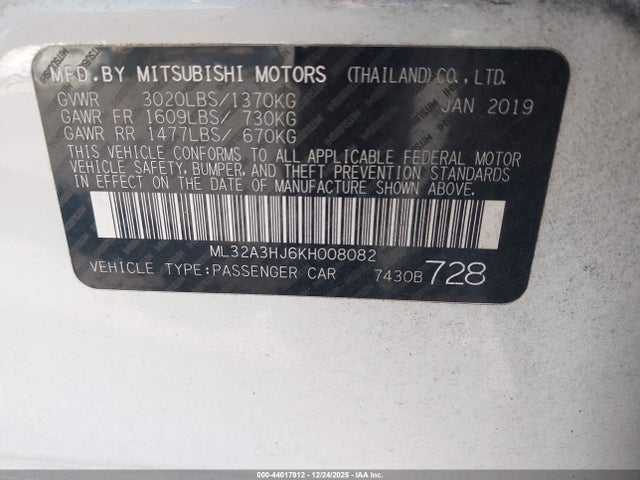 MFD.BY MITSUBISHI MOTORS (THAILAND)CO.,LTD.
GVWR 3020LBS/1370KG JAN 2019
GAWR FR 1609LBS/ 730KG
GAWR RR 1477LBS/ 670KG
THIS VEHICLE CONFORMS TO ALL APPLICABLE FEDERAL MOTOR
VEHICLE SAFETY, BUMPER, AND THEFT PREVENTION STANDARDS
IN EFFECT ON THE DATE OF MANUFACTURE SHOWN ABOVE.
ML32A3HJ6KH008082
VEHICLE TYPE:PASSENGER CAR 7430B 728
000-44017912 - 12/24/2025 - IAAI.COM